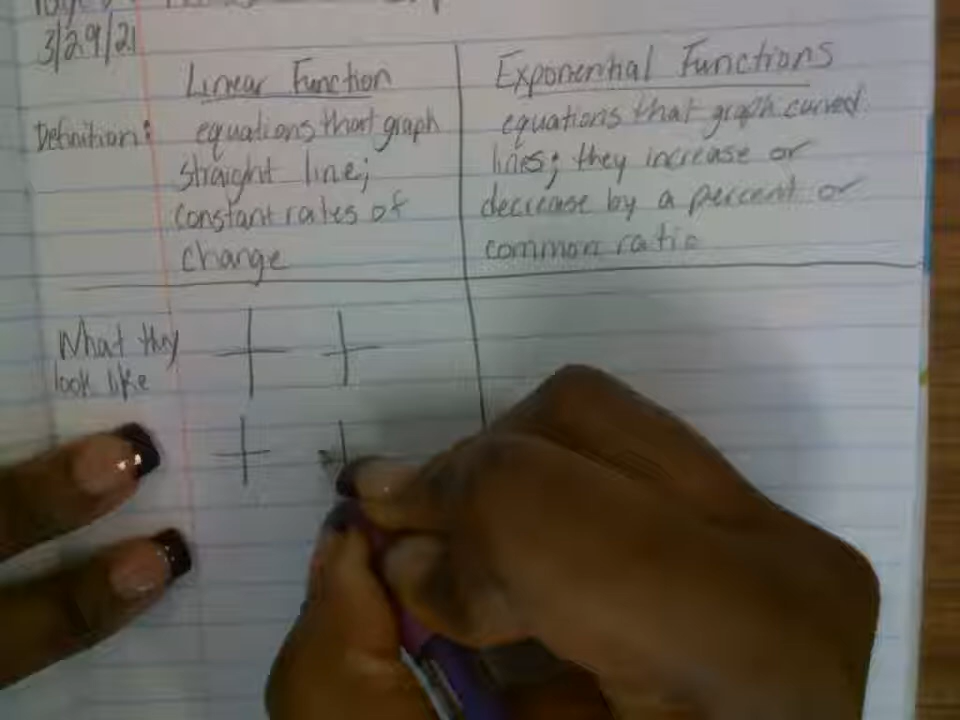 3/29/21
Linear Function
Exponential Functions
Definition:
equations that graph
straight line;
constant rates of
change
equations that graph curved
lines; they increase or
decrease by a percent or
common ratio
What they
look like